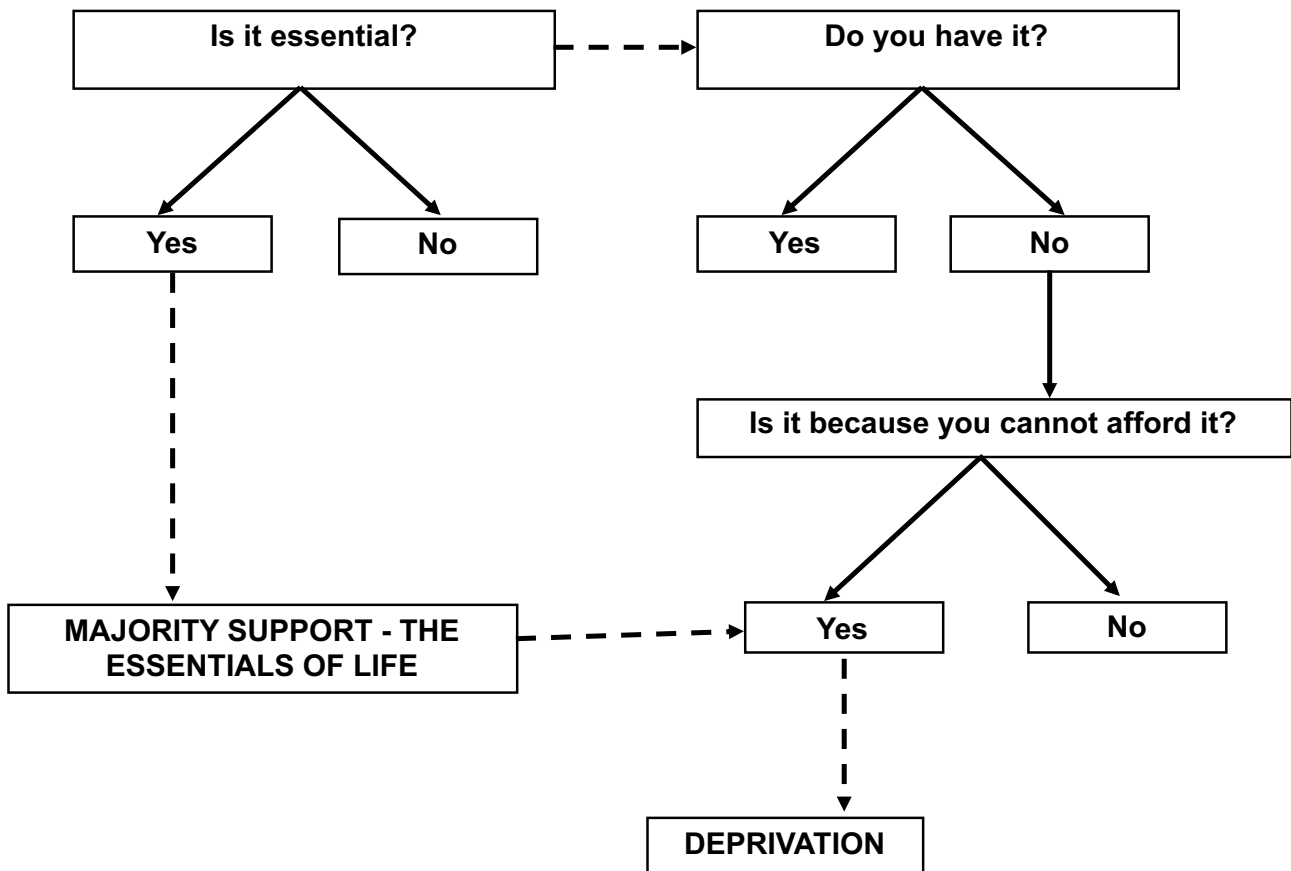 Is it essential?
Do you have it?
Yes
No
Yes
No
Is it because you cannot afford it?
MAJORITY SUPPORT - THE
ESSENTIALS OF LIFE
Yes
No
DEPRIVATION